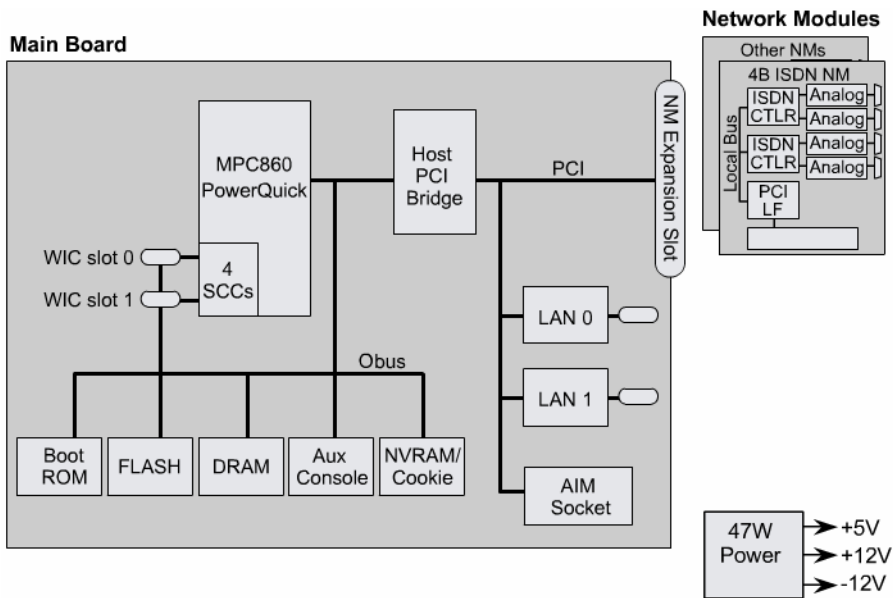 Network Modules
Main Board
Other NMs
4B ISDN NM
ISDN
CTLR
Analog
Analog
ISDN
CTLR
Analog
Analog
Local Bus
PCI
LF
MPC860
PowerQuick
Host
PCI
Bridge
PCI
NM Expansion Slot
WIC slot 0
WIC slot 1
4
SCCs
LAN 0
Obus
LAN 1
Boot
ROM
FLASH
DRAM
Aux
Console
NVRAM/
Cookie
AIM
Socket
47W
Power
+5V
+12V
-12V